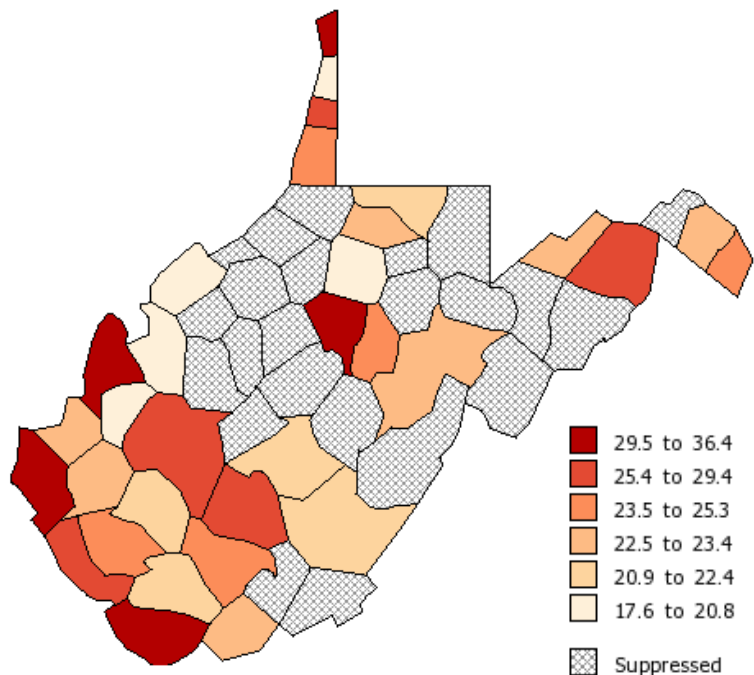 29.5 to 36.4
25.4 to 29.4
23.5 to 25.3
22.5 to 23.4
20.9 to 22.4
17.6 to 20.8
Suppressed